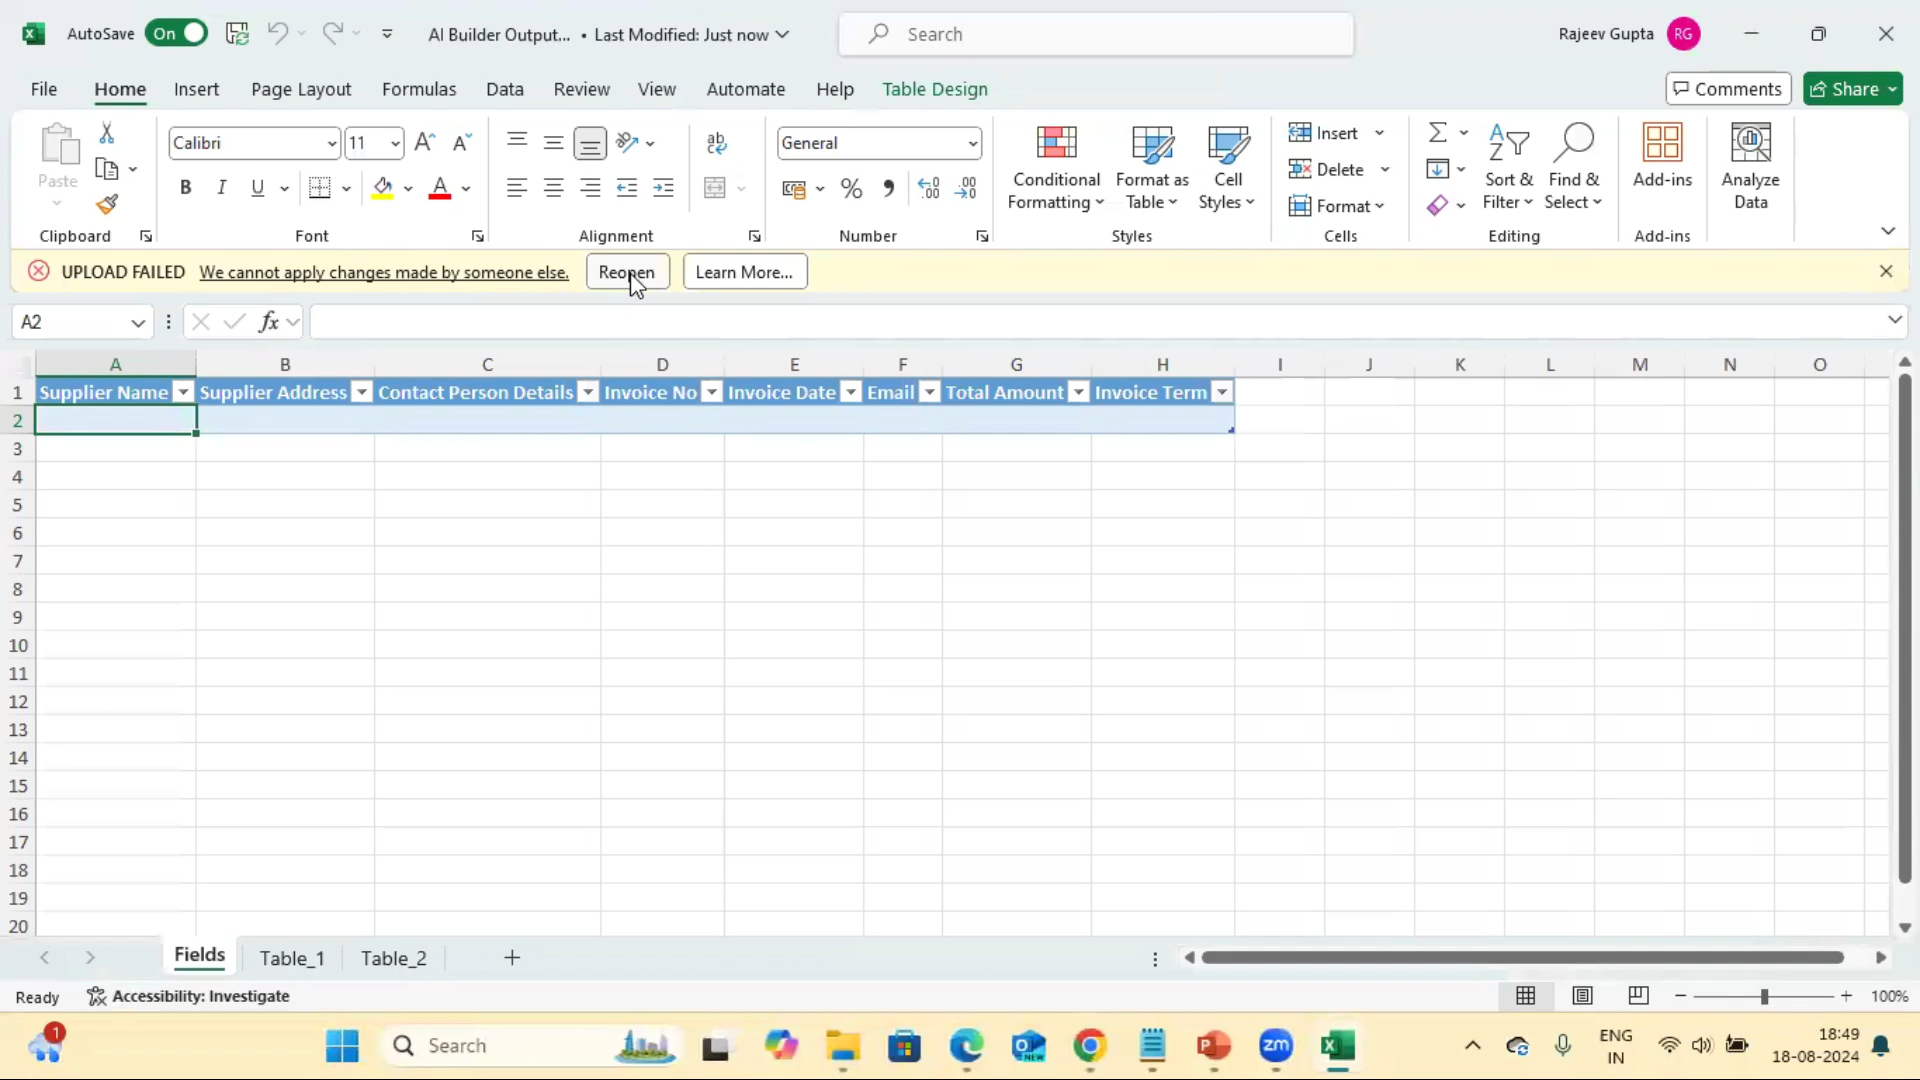 AutoSave On AI Builder Output... • Last Modified: Just now Search Rajeev Gupta RG
File Home Insert Page Layout Formulas Data Review View Automate Help Table Design Comments Share
Paste Calibri 11 General Conditional Formatting Format as Table Cell Styles Insert Delete Format Sort & Filter Find & Select Add-ins Analyze Data
Clipboard Font Alignment Number Styles Cells Editing Add-ins
UPLOAD FAILED We cannot apply changes made by someone else. Reopen Learn More...
A2 fx
A B C D E F G H I J K L M N O
1 Supplier Name Supplier Address Contact Person Details Invoice No Invoice Date Email Total Amount Invoice Term
2
3
4
5
6
7
8
9
10
11
12
13
14
15
16
17
18
19
20
Fields Table_1 Table_2 +
Ready Accessibility: Investigate 100%
1 Search NEW zm ENG IN 18:49 18-08-2024